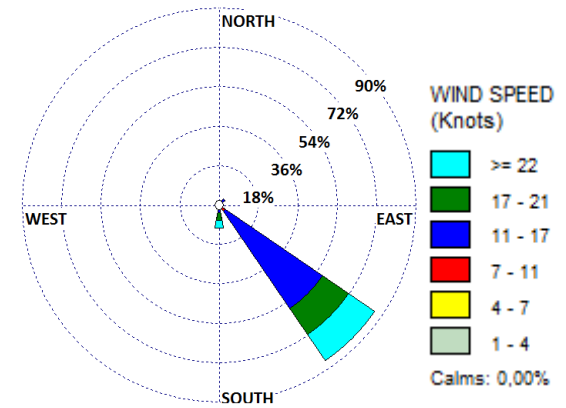 NORTH
90%
72%
54%
36%
18%
WEST
EAST
SOUTH
WIND SPEED
(Knots)
>= 22
17 - 21
11 - 17
7 - 11
4 - 7
1 - 4
Calms: 0,00%